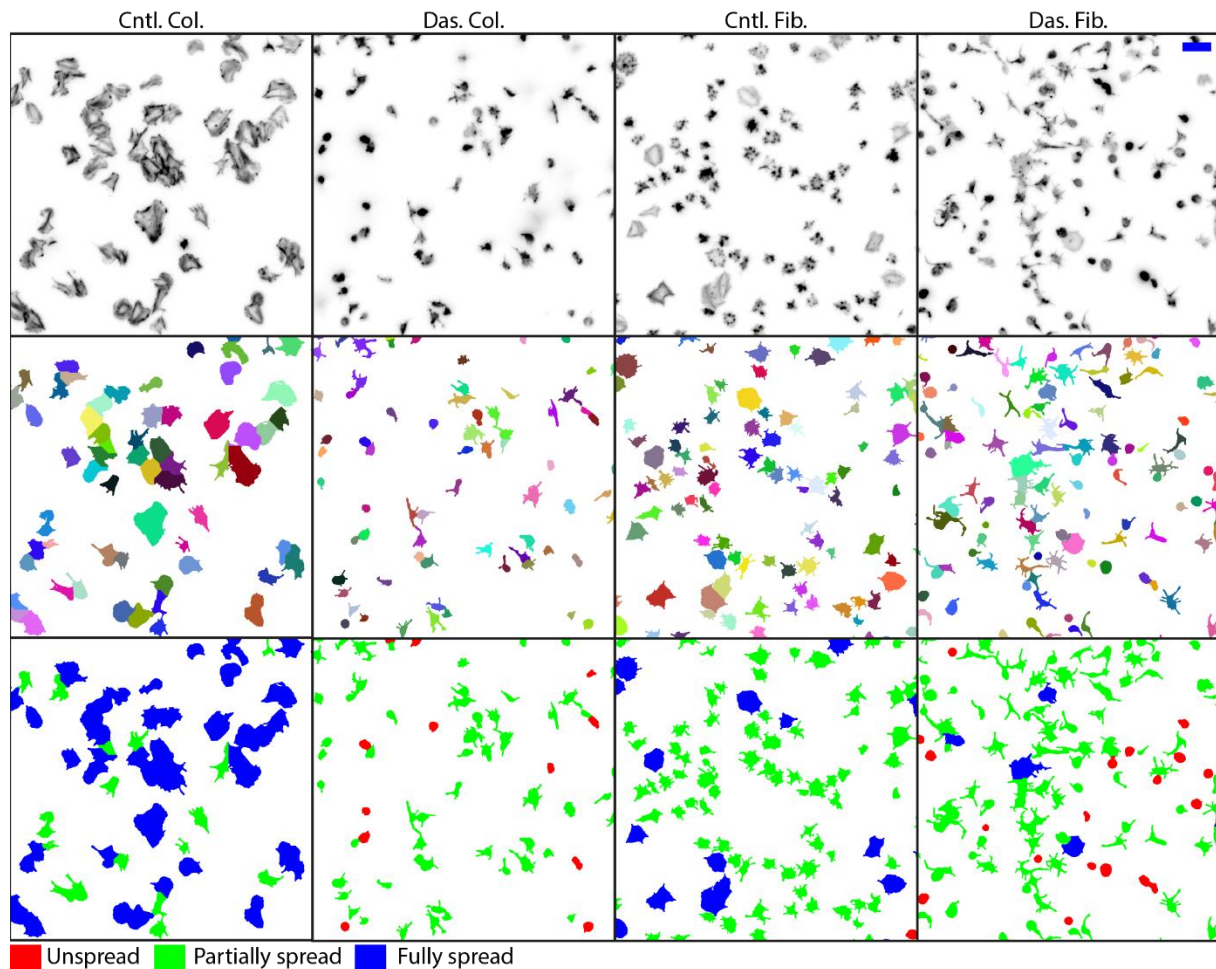 Cntl. Col. Das. Col. Cntl. Fib. Das. Fib.
Unspread Partially spread Fully spread